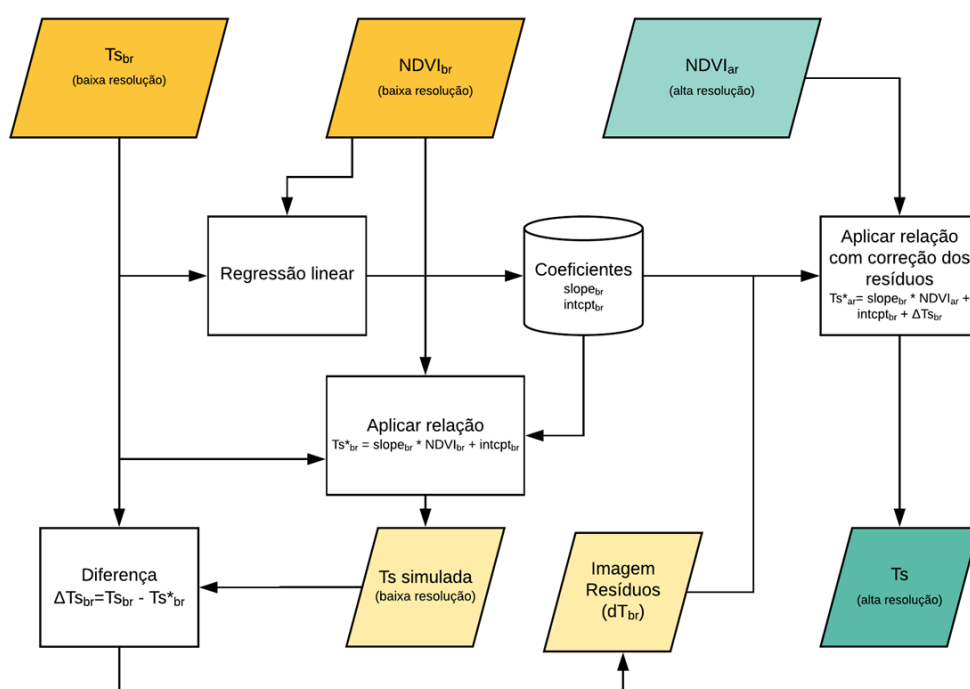 Tsbr
(baixa resolução)
NDVIbr
(baixa resolução)
NDVIar
(alta resolução)
Regressão linear
Coeficientes
slopebr
intcptbr
Aplicar relação
com correção dos
resíduos
Ts*ar= slopebr * NDVIar +
intcptbr + ΔTsbr
Aplicar relação
Ts*br = slopebr * NDVIbr + intcptbr
Diferença
ΔTsbr=Tsbr - Ts*br
Ts simulada
(baixa resolução)
Imagem
Resíduos
(dTbr)
Ts
(alta resolução)